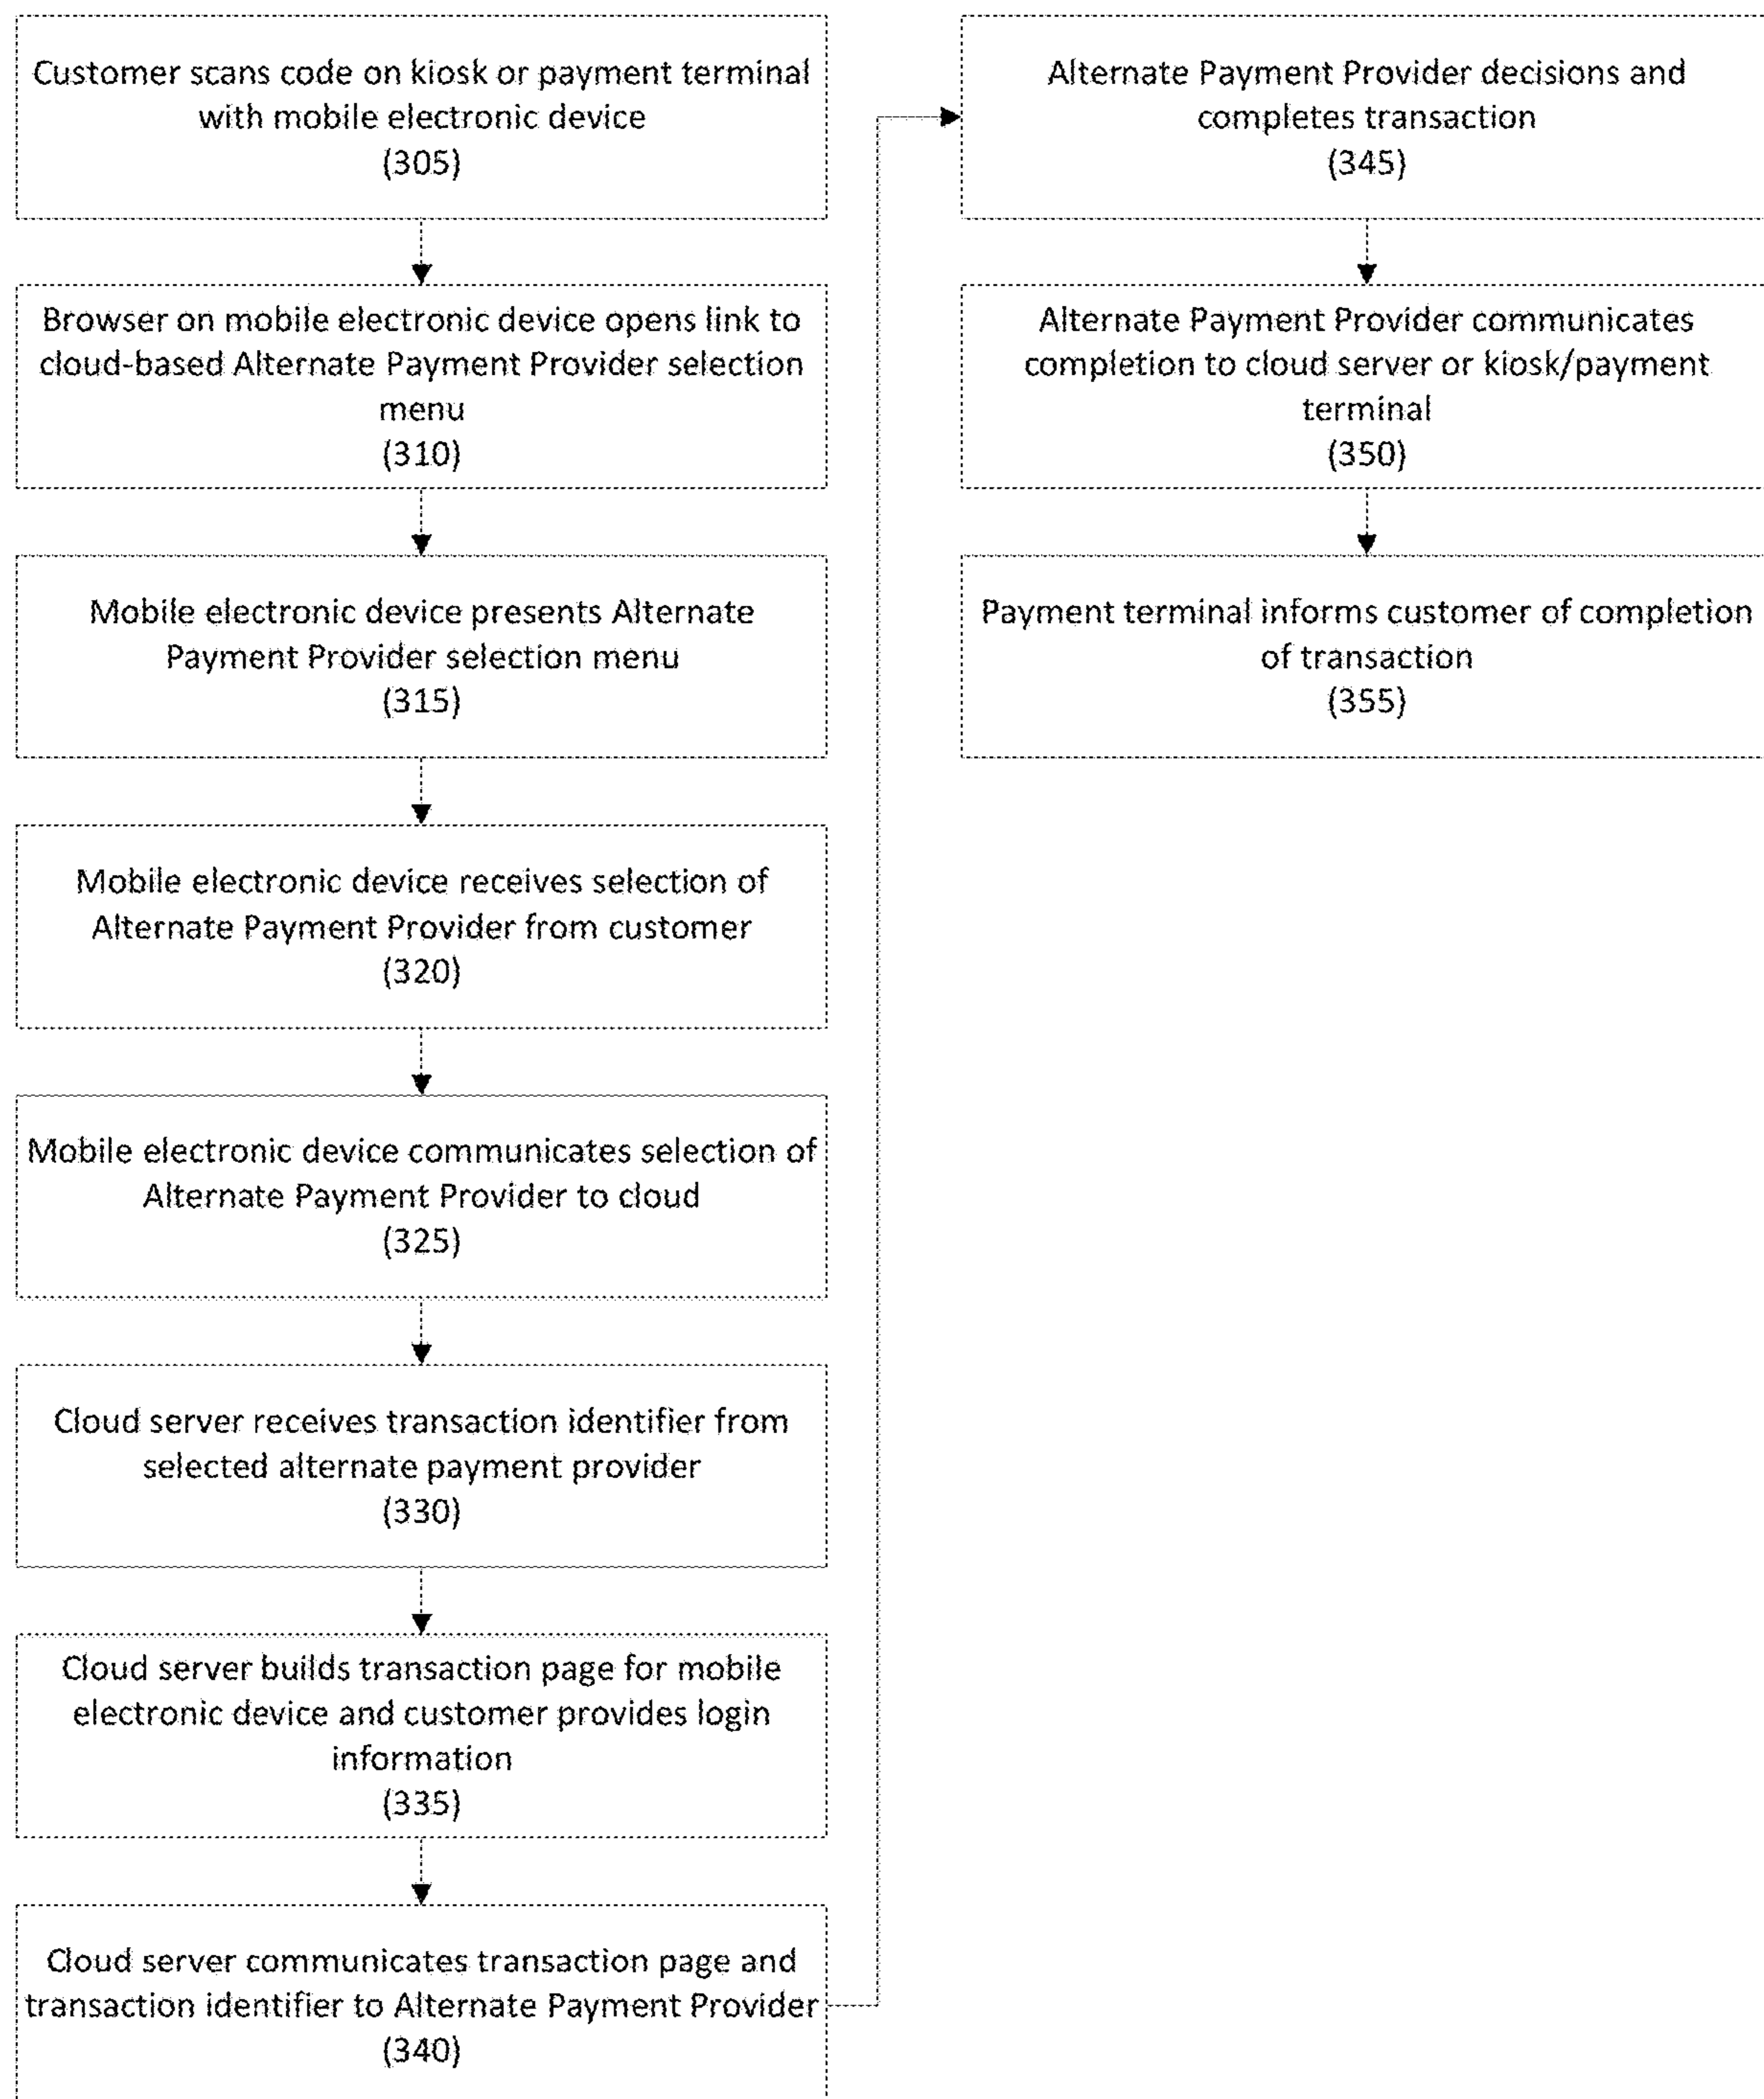 Customer scans code on kiosk or payment terminal
with mobile electronic device
(305)
Browser on mobile electronic device opens link to
cloud-based Alternate Payment Provider selection
menu
(310)
Mobile electronic device presents Alternate
Payment Provider selection menu
(315)
Mobile electronic device receives selection of
Alternate Payment Provider from customer
(320)
Mobile electronic device communicates selection of
Alternate Payment Provider to cloud
(325)
Cloud server receives transaction identifier from
selected alternate payment provider
(330)
Cloud server builds transaction page for mobile
electronic device and customer provides login
information
(335)
Cloud server communicates transaction page and
transaction identifier to Alternate Payment Provider
(340)
Alternate Payment Provider decisions and
completes transaction
(345)
Alternate Payment Provider communicates
completion to cloud server or kiosk/payment
terminal
(350)
Payment terminal informs customer of completion
of transaction
(355)